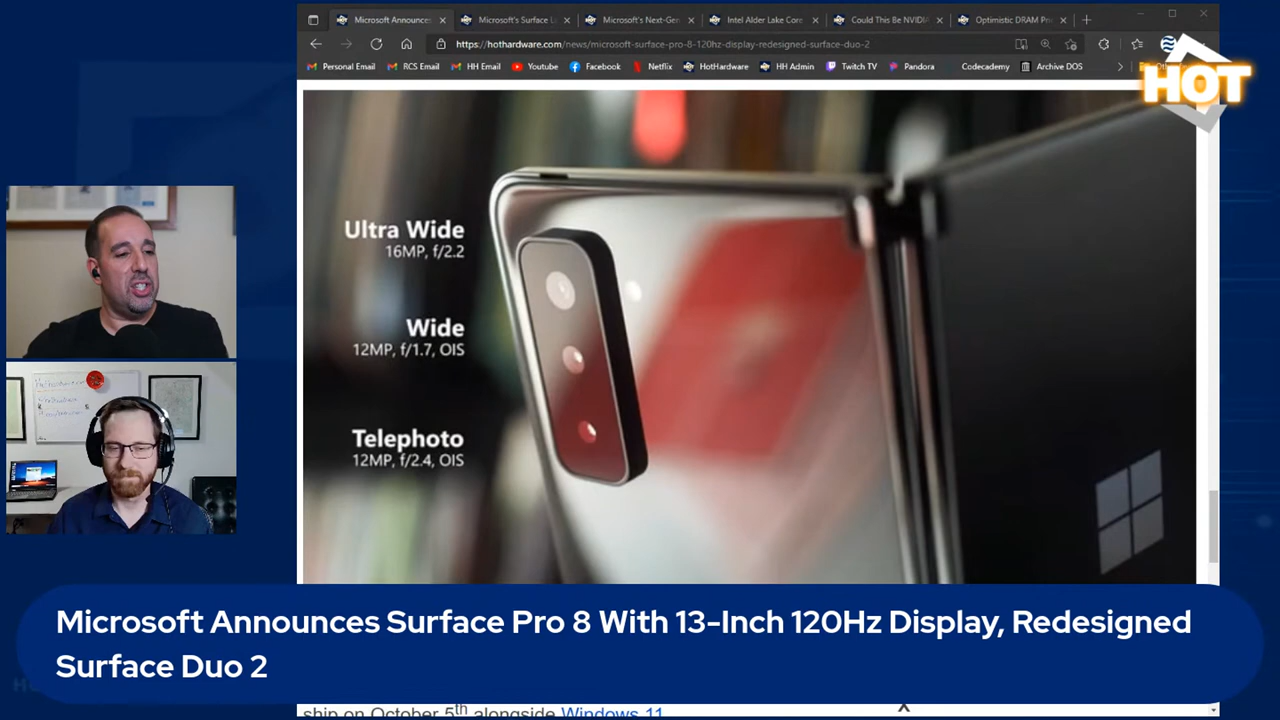 Microsoft Announces
Microsoft's Surface L
Microsoft's Next-Gen
Intel Alder Lake Core
Could This Be NVIDIA
Optimistic DRAM Pri
https://hothardware.com/news/microsoft-surface-pro-8-120hz-display-redesigned-surface-duo-2
Personal Email
RCS Email
HH Email
Youtube
Facebook
Netflix
HotHardware
HH Admin
Twitch TV
Pandora
Codecademy
Archive DOS
HOT
Ultra Wide
16MP, f/2.2
Wide
12MP, f/1.7, OIS
Telephoto
12MP, f/2.4, OIS
Microsoft Announces Surface Pro 8 With 13-Inch 120Hz Display, Redesigned
Surface Duo 2
ship on October 5th alongside Windows 11